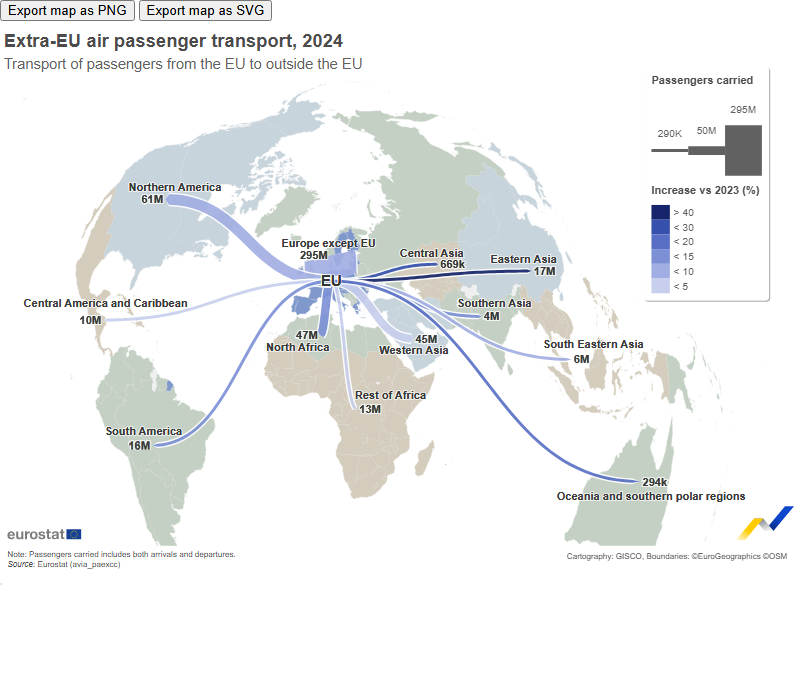 Export map as PNG
Export map as SVG
Extra-EU air passenger transport, 2024
Transport of passengers from the EU to outside the EU
Passengers carried
295M
50M
290K
Increase vs 2023 (%)
> 40
< 30
< 20
< 15
< 10
< 5
Northern America
61M
Europe except EU
295M
Central Asia
669k
Eastern Asia
17M
EU
Central America and Caribbean
10M
Southern Asia
4M
47M
North Africa
45M
Western Asia
South Eastern Asia
6M
Rest of Africa
13M
South America
16M
294k
Oceania and southern polar regions
eurostat
Note: Passengers carried includes both arrivals and departures.
Source: Eurostat (avia_paexcc)
Cartography: GISCO, Boundaries: ©EuroGeographics ©OSM